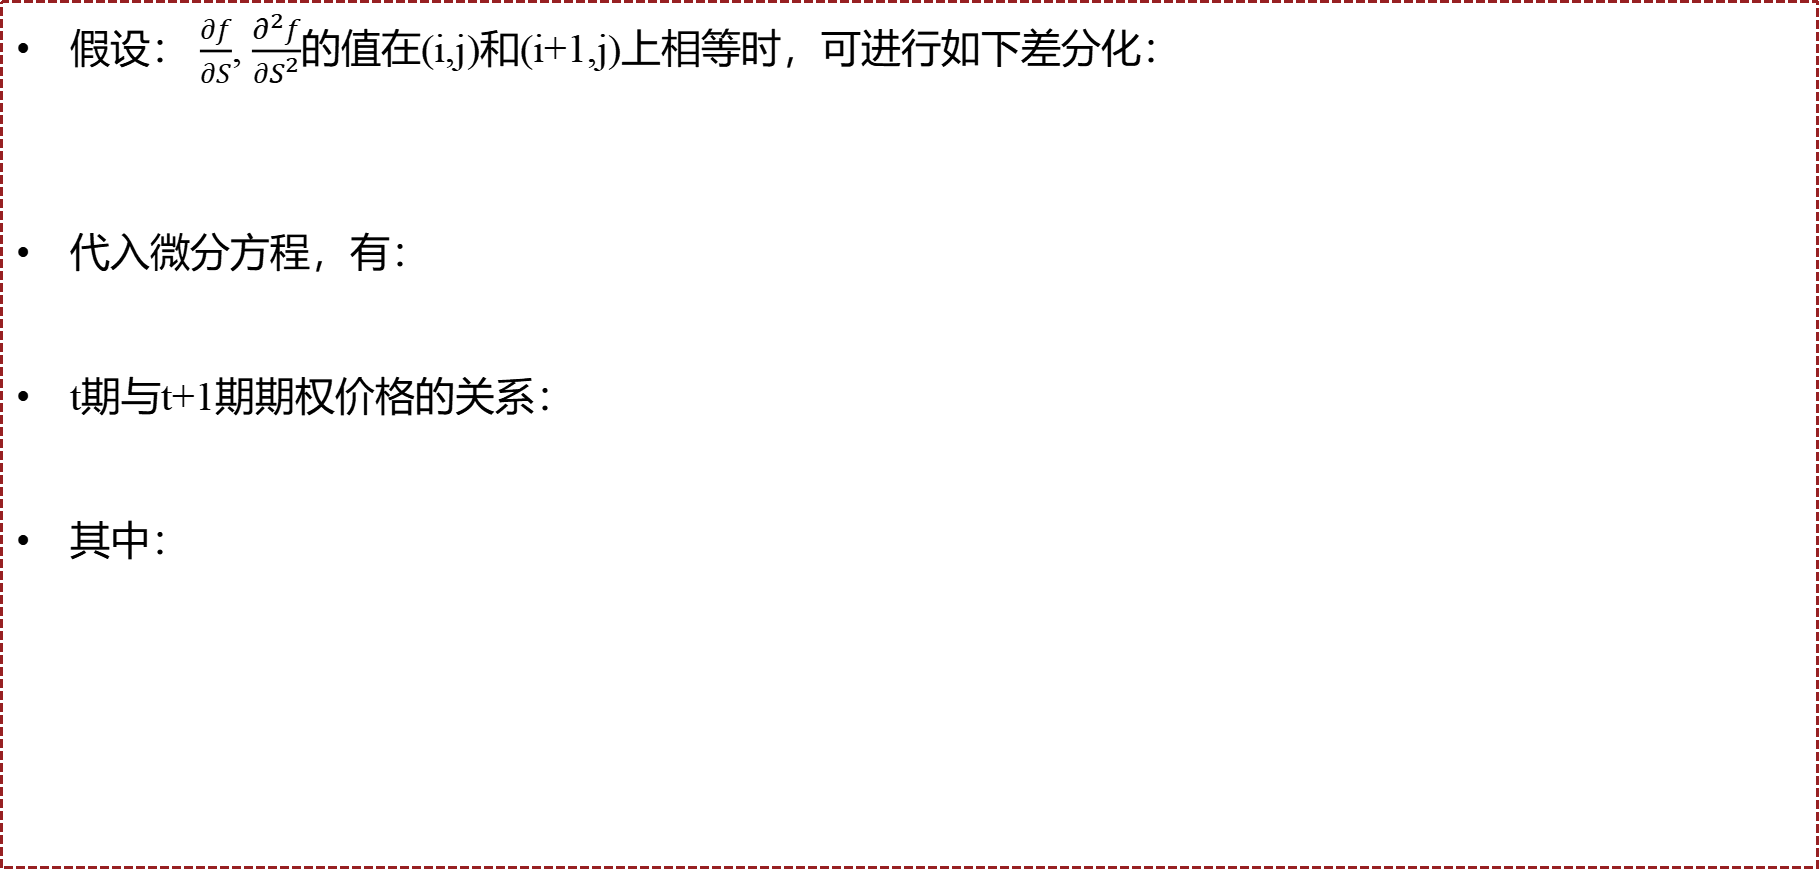 • 假设： ∂f/∂S, ∂²f/∂S²的值在(i,j)和(i+1,j)上相等时，可进行如下差分化：
• 代入微分方程，有：
• t期与t+1期期权价格的关系：
• 其中：